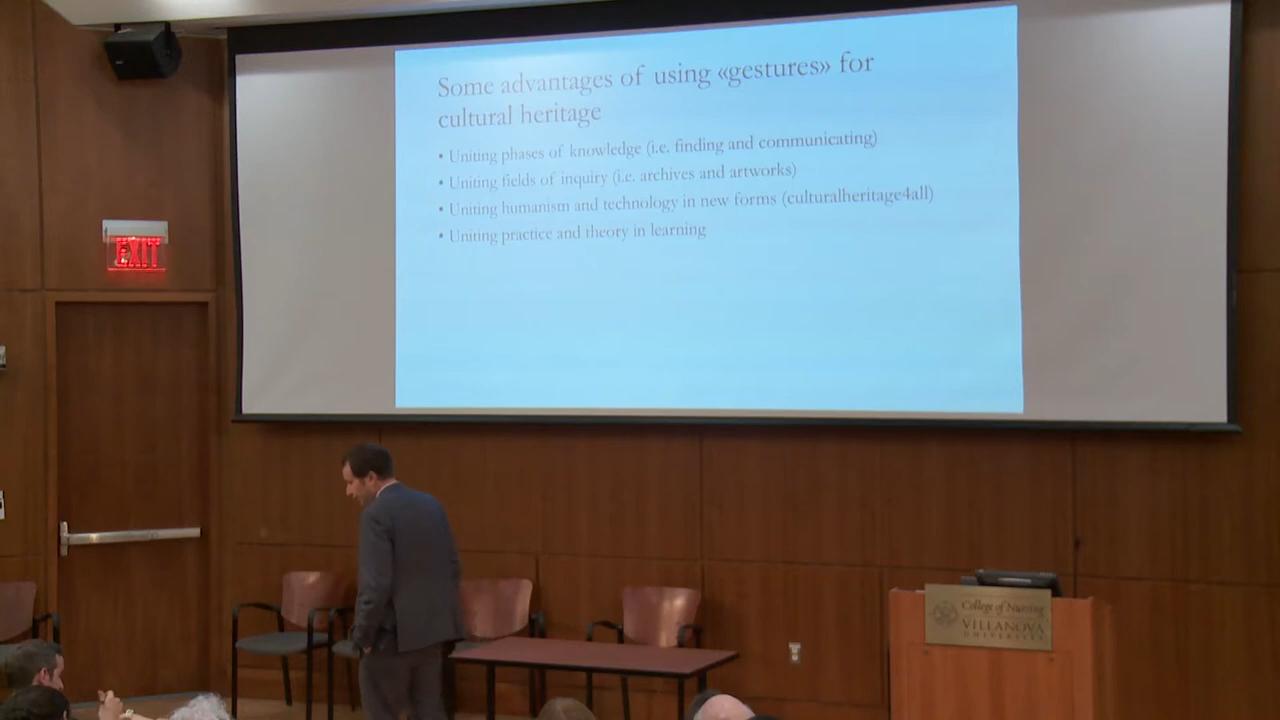 Some advantages of using «gestures» for
cultural heritage
• Uniting phases of knowledge (i.e. finding and communicating)
• Uniting fields of inquiry (i.e. archives and artworks)
• Uniting humanism and technology in new forms (culturalheritage4all)
• Uniting practice and theory in learning
EXIT
College of Nursing
VILLANOVA
UNIVERSITY